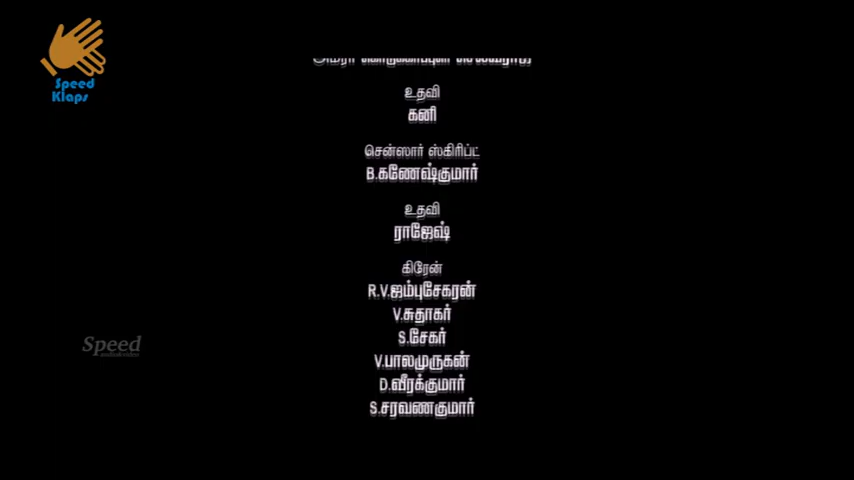 Speed
Klaps
உதவி
கனி
சென்ஸார் ஸ்கிரிப்ட்
B.கணேஷ்குமார்
உதவி
ராஜேஷ்
கிரேன்
R.V.ஜம்புசேகரன்
V.சுதாகர்
S.சேகர்
Speed
V.பாலமுருகன்
D.வீரக்குமார்
S.சரவணகுமார்